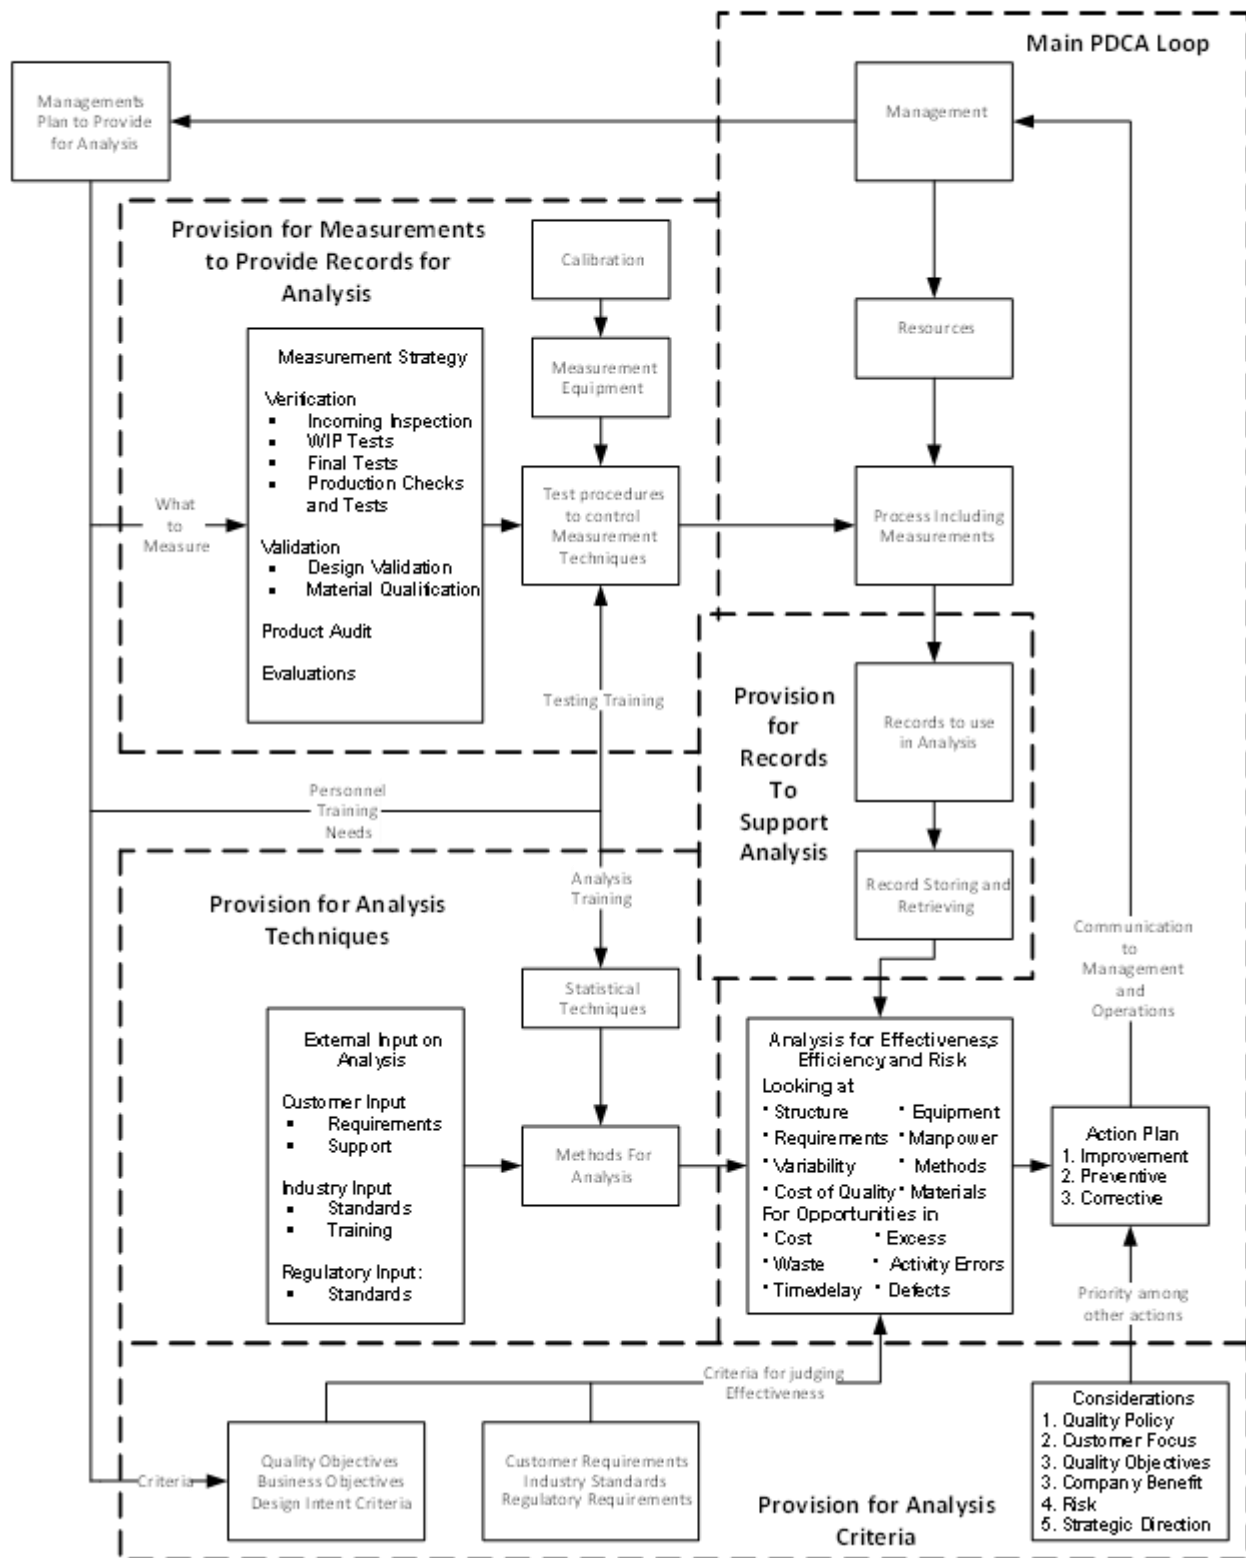 Main PDCA Loop
Managements
Plan to Provide
for Analysis
Management
Provision for Measurements
to Provide Records for
Analysis
Calibration
Resources
Measurement Strategy
Verification
▪ Incoming Inspection
▪ WIP Tests
▪ Final Tests
▪ Production Checks
and Tests
Validation
▪ Design Validation
▪ Material Qualification
Product Audit
Evaluations
Measurement
Equipment
What
to
Measure
Test procedures
to control
Measurement
Techniques
Process Including
Measurements
Testing Training
Provision
for
Records
To
Support
Analysis
Records to use
in Analysis
Personnel
Training
Needs
Record Storing and
Retrieving
Analysis
Training
Provision for Analysis
Techniques
Communication
to
Management
and
Operations
Statistical
Techniques
External Input on
Analysis
Customer Input
▪ Requirements
▪ Support
Industry Input
▪ Standards
▪ Training
Regulatory Input:
▪ Standards
Methods For
Analysis
Analysis for Effectiveness,
Efficiency and Risk
Looking at
• Structure • Equipment
• Requirements • Manpower
• Variability • Methods
• Cost of Quality • Materials
For Opportunities in
• Cost • Excess
• Waste • Activity Errors
• Time/delay • Defects
Action Plan
1. Improvement
2. Preventive
3. Corrective
Priority among
other actions
Criteria for judging
Effectiveness
Considerations
1. Quality Policy
2. Customer Focus
3. Quality Objectives
3. Company Benefit
4. Risk
5. Strategic Direction
Criteria
Quality Objectives
Business Objectives
Design Intent Criteria
Customer Requirements
Industry Standards
Regulatory Requirements
Provision for Analysis
Criteria